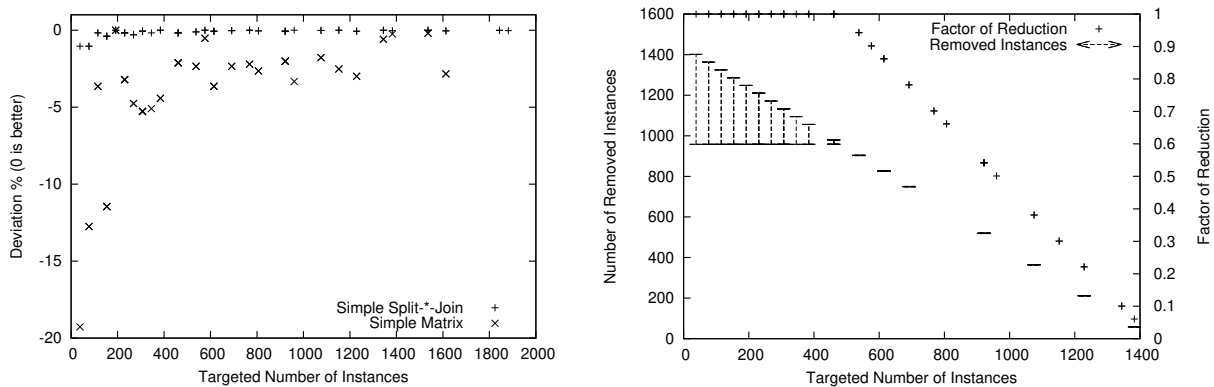 0
-5
-10
-15
-20
0 200 400 600 800 1000 1200 1400 1600 1800 2000
Deviation % (0 is better)
Targeted Number of Instances
Simple Split-*-Join
Simple Matrix
1600
1400
1200
1000
800
600
400
200
0
0 200 400 600 800 1000 1200 1400
Number of Removed Instances
Targeted Number of Instances
Factor of Reduction
Removed Instances
1
0.9
0.8
0.7
0.6
0.5
0.4
0.3
0.2
0.1
0
Factor of Reduction